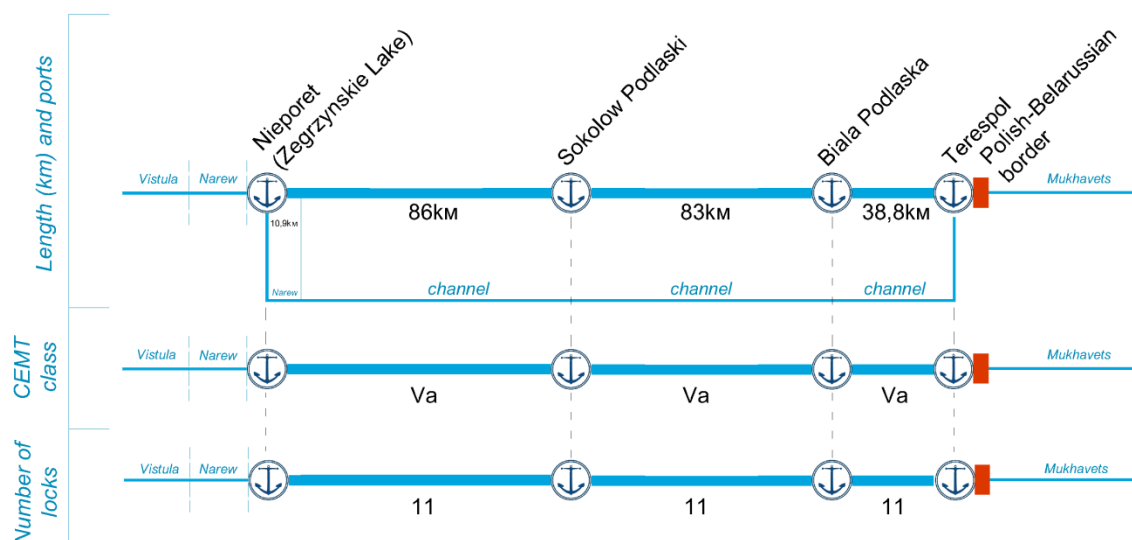 Length (km) and ports
Nieporet
(Zegrzynskie Lake)
Sokolow Podlaski
Biala Podlaska
Terespol
Polish-Belarussian
border
Vistula
Narew
Mukhavets
86км
83км
38,8км
10,9км
Narew
channel
channel
channel
CEMT
class
Vistula
Narew
Mukhavets
Va
Va
Va
Number of
locks
Vistula
Narew
Mukhavets
11
11
11